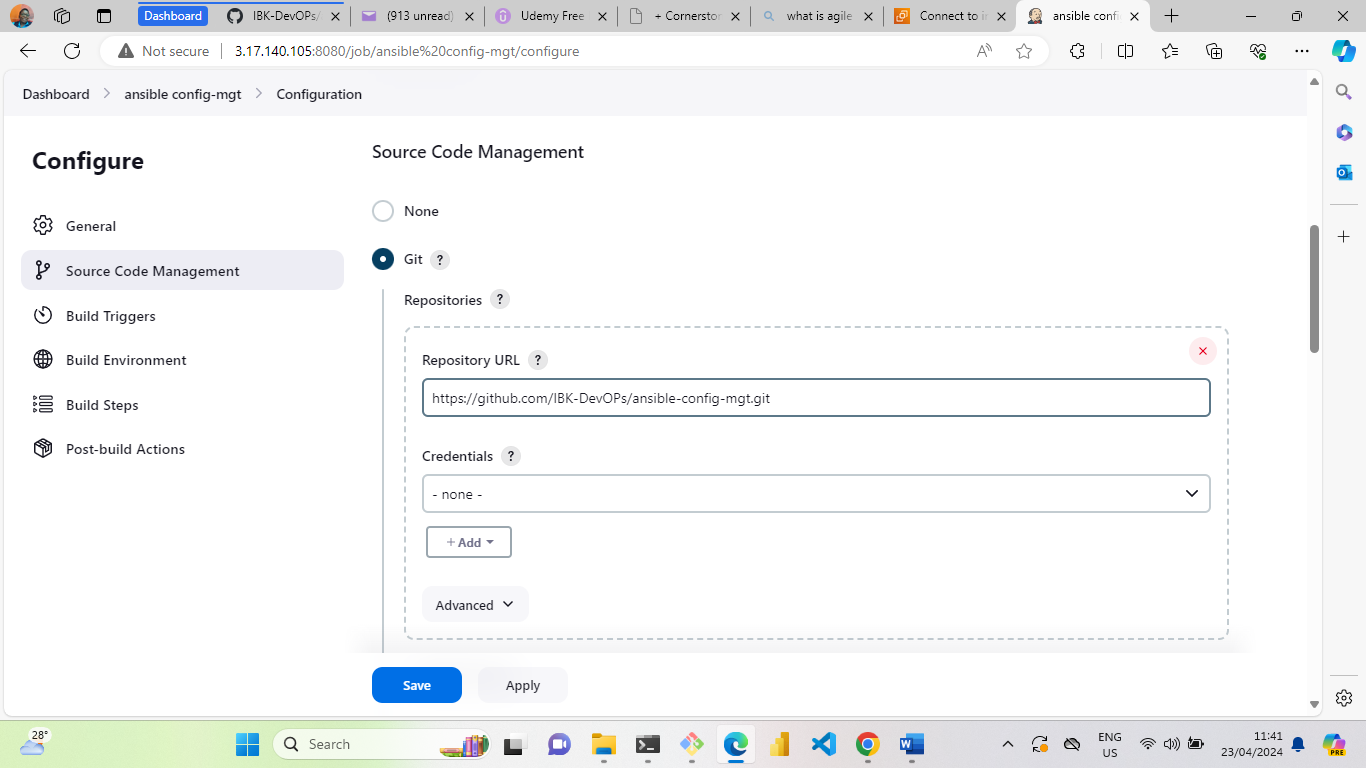 Dashboard
IBK-DevOPs/
(913 unread)
Udemy Free
+ Cornersto
what is agile
Connect to i
ansible confi
Not secure
3.17.140.105:8080/job/ansible%20config-mgt/configure
Dashboard
ansible config-mgt
Configuration
Configure
General
Source Code Management
Build Triggers
Build Environment
Build Steps
Post-build Actions
Source Code Management
None
Git ?
Repositories ?
Repository URL ?
https://github.com/IBK-DevOPs/ansible-config-mgt.git
Credentials ?
- none -
+ Add
Advanced
Save
Apply
28°
Search
ENG
US
11:41
23/04/2024
PRE